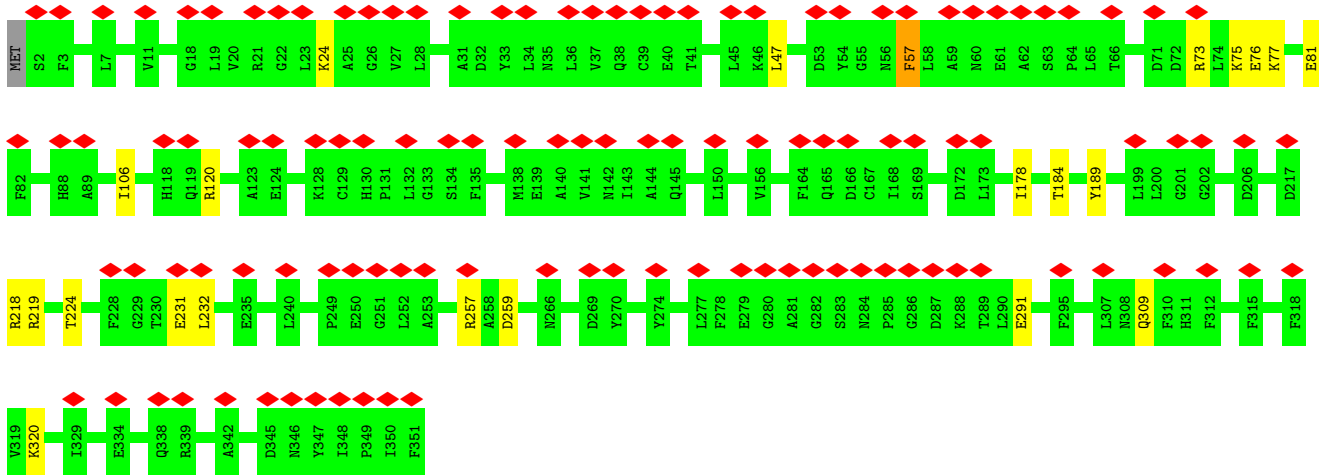 MET S2 F3 L7 V11 G18 L19 V20 R21 G22 L23 K24 A25 G26 V27 L28 A31 D32 Y33 L34 N35 L36 V37 Q38 C39 E40 T41 L45 K46 L47 D53 Y54 G55 N56 F57 L58 A59 N60 E61 A62 S63 P64 L65 T66 D71 D72 R73 L74 K75 E76 K77 E81
F82 H88 A89 I106 H118 Q119 R120 A123 E124 K128 C129 H130 P131 L132 G133 S134 F135 M138 E139 A140 V141 N142 I143 A144 Q145 L150 V156 F164 Q165 D166 C167 I168 S169 D172 L173 I178 T184 Y189 L199 L200 G201 G202 D206 D217
R218 R219 T224 F228 G229 T230 E231 L232 E235 L240 P249 E250 G251 L252 A253 R257 A258 D259 N266 D269 Y270 Y274 L277 F278 E279 G280 A281 G282 S283 N284 P285 G286 D287 K288 T289 L290 E291 F295 L307 N308 Q309 F310 H311 F312 F315 F318
V319 K320 I329 E334 Q338 R339 A342 D345 N346 Y347 I348 P349 I350 F351